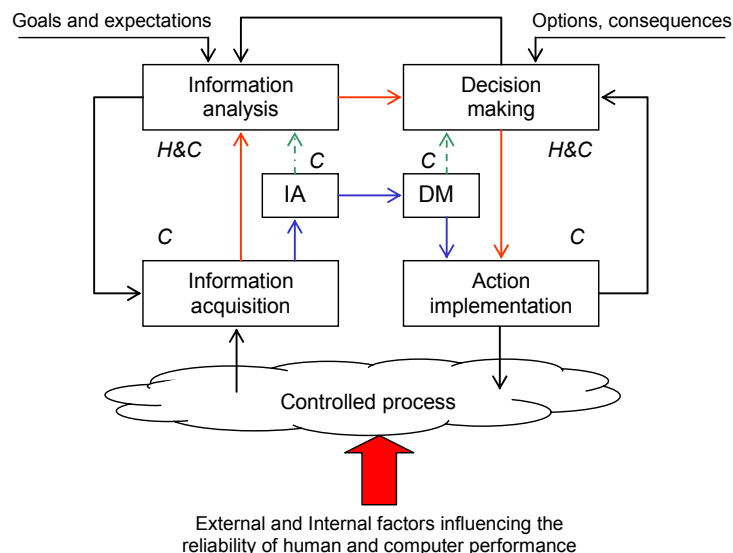 Goals and expectations
Options, consequences
Information
analysis
Decision
making
H&C
C
C
H&C
IA
DM
C
C
Information
acquisition
Action
implementation
Controlled process
External and Internal factors influencing the
reliability of human and computer performance